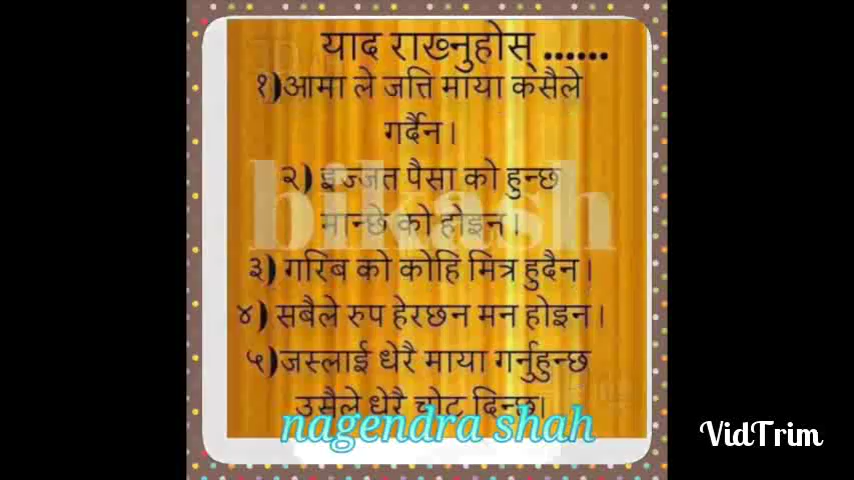 याद राख्नुहोस् ......
१)आमा ले जत्ति माया कसैले
गर्दैन।
२) इज्जत पैसा को हुन्छ
मान्छे को होइन।
bikash
३) गरिब को कोहि मित्र हुदैन।
४) सबैले रुप हेरछन मन होइन।
५)जस्लाई धेरै माया गर्नुहुन्छ
उसैले धेरै चोट दिन्छ।
nagendra shah
VidTrim